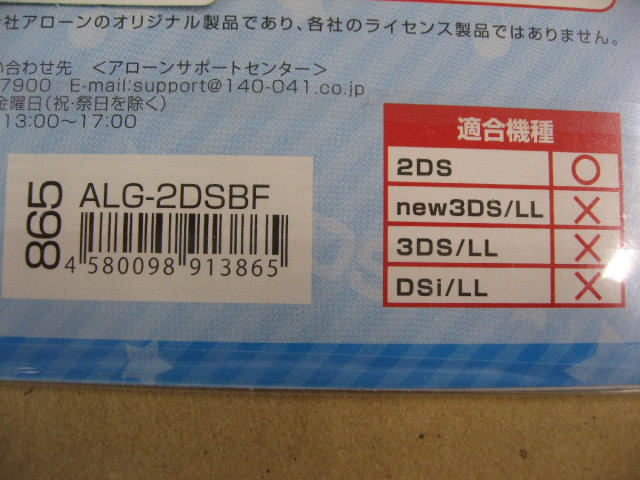 社アローンのオリジナル製品であり、各社のライセンス製品ではありません。
い合わせ先 <アローンサポートセンター>
7900 E-mail:support@140-041.co.jp
金曜日(祝・祭日を除く)
13:00〜17:00
865
ALG-2DSBF
4 580098 913865
適合機種
2DS ○
new3DS/LL ×
3DS/LL ×
DSi/LL ×